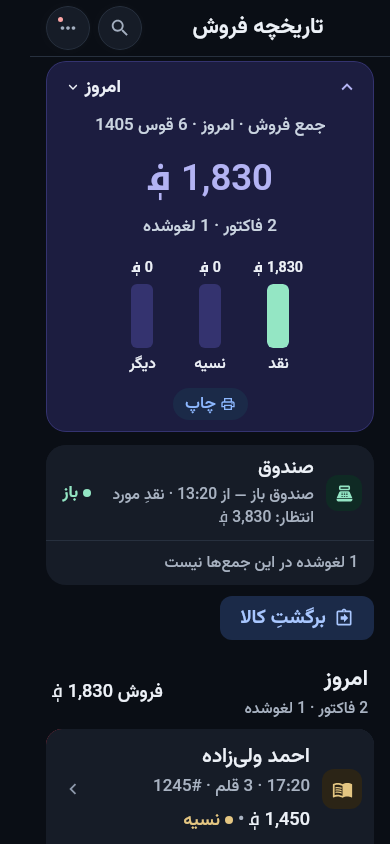 تاریخچه فروش
امروز
جمع فروش · امروز · 6 قوس 1405
1,830 ؋
2 فاکتور · 1 لغوشده
1,830 ؋
0 ؋
0 ؋
نقد
نسیه
دیگر
چاپ
صندوق
صندوق باز — از 13:20 · نقدِ مورد
انتظار: 3,830 ؋
باز
1 لغوشده در این جمع‌ها نیست
برگشتِ کالا
امروز
فروش 1,830 ؋
2 فاکتور · 1 لغوشده
احمد ولی‌زاده
17:20 · 3 قلم · #1245
1,450 ؋ • نسیه